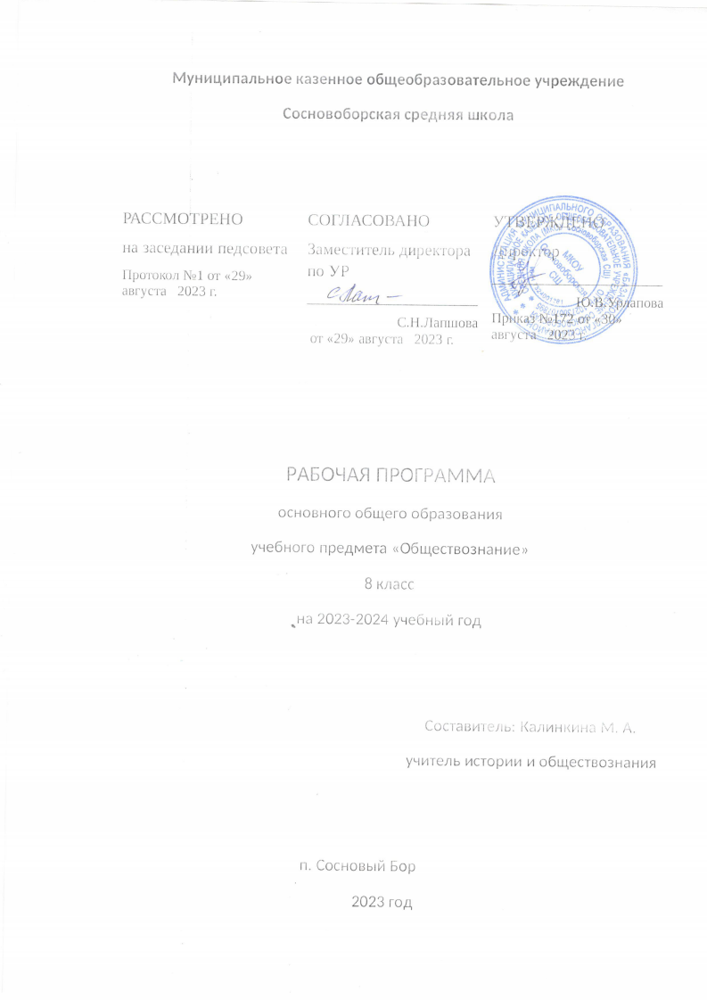 Муниципальное казенное общеобразовательное учреждение
Сосновоборская средняя школа
РАССМОТРЕНО
на заседании педсовета
Протокол №1 от «29»
августа 2023 г.
СОГЛАСОВАНО
Заместитель директора
по УР
С.Н.Лапшова
от «29» августа 2023 г.
УТВЕРЖДЕНО
Директор
Ю.В.Урлапова
Приказ №172 от «30»
августа 2023 г.
МКОУ
Сосновоборская
СШ
РАБОЧАЯ ПРОГРАММА
основного общего образования
учебного предмета «Обществознание»
8 класс
на 2023-2024 учебный год
Составитель: Калинкина М. А.
учитель истории и обществознания
п. Сосновый Бор
2023 год